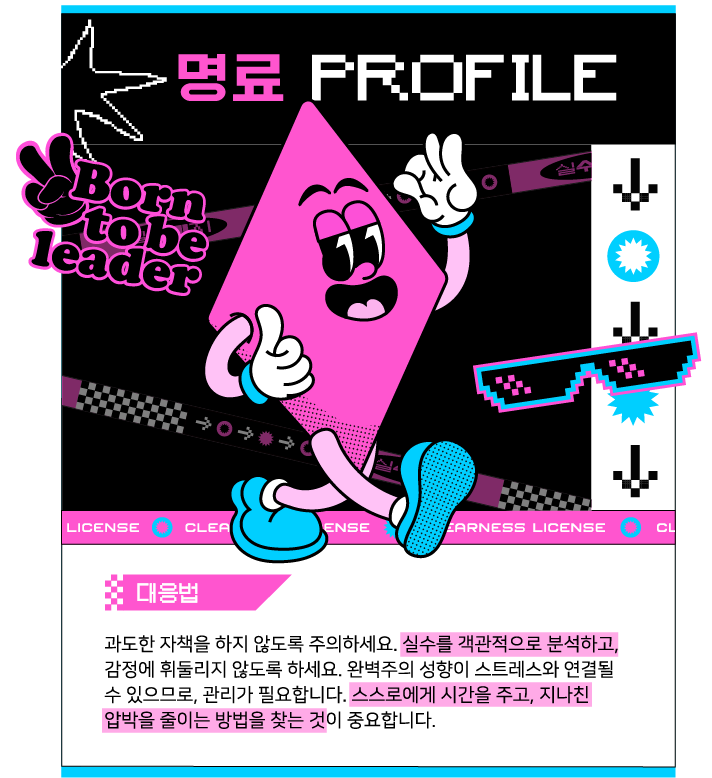 명료 PROFILE
Born
to be
leader
실수
LICENSE CLEA ENSE EARNESS LICENSE CL
대응법
과도한 자책을 하지 않도록 주의하세요. 실수를 객관적으로 분석하고,
감정에 휘둘리지 않도록 하세요. 완벽주의 성향이 스트레스와 연결될
수 있으므로, 관리가 필요합니다. 스스로에게 시간을 주고, 지나친
압박을 줄이는 방법을 찾는 것이 중요합니다.